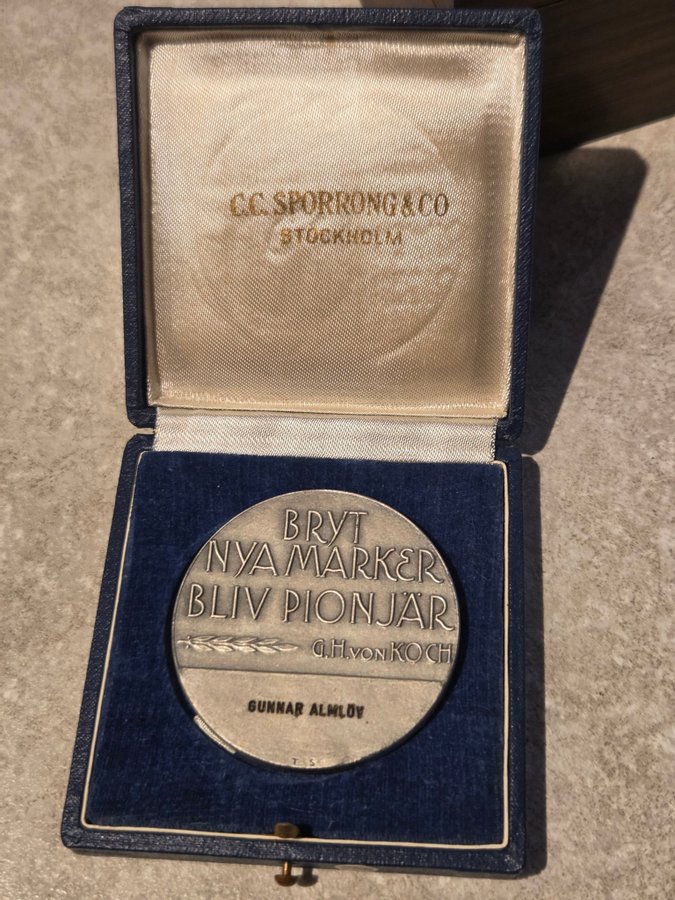 C.C. SPORRONG & CO
STOCKHOLM
BRYT
NYA MARKER
BLIV PIONJÄR
G.H. VON KOCH
GUNNAR ALMLÖV
T S